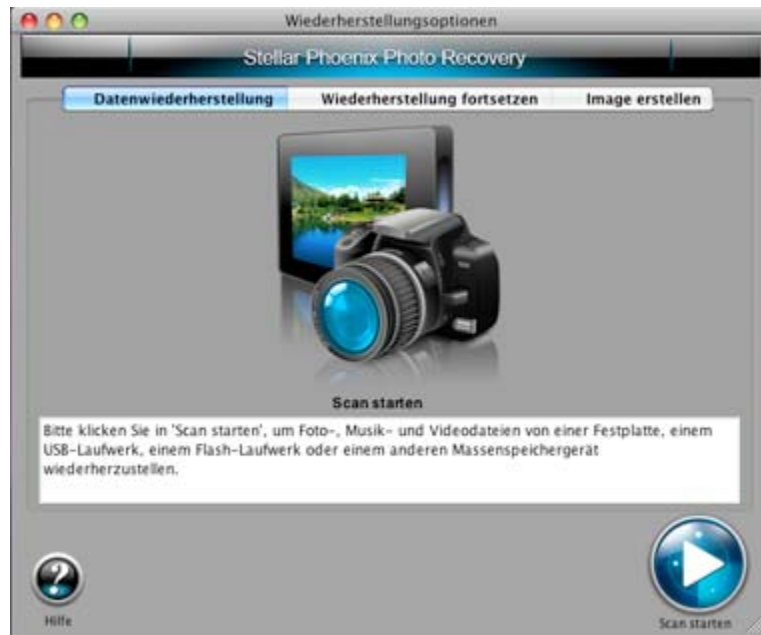 Wiederherstellungsoptionen
Stellar Phoenix Photo Recovery
Datenwiederherstellung Wiederherstellung fortsetzen Image erstellen
Scan starten
Bitte klicken Sie in 'Scan starten', um Foto-, Musik- und Videodateien von einer Festplatte, einem
USB-Laufwerk, einem Flash-Laufwerk oder einem anderen Massenspeichergerät
wiederherzustellen.
?
Hilfe
Scan starten